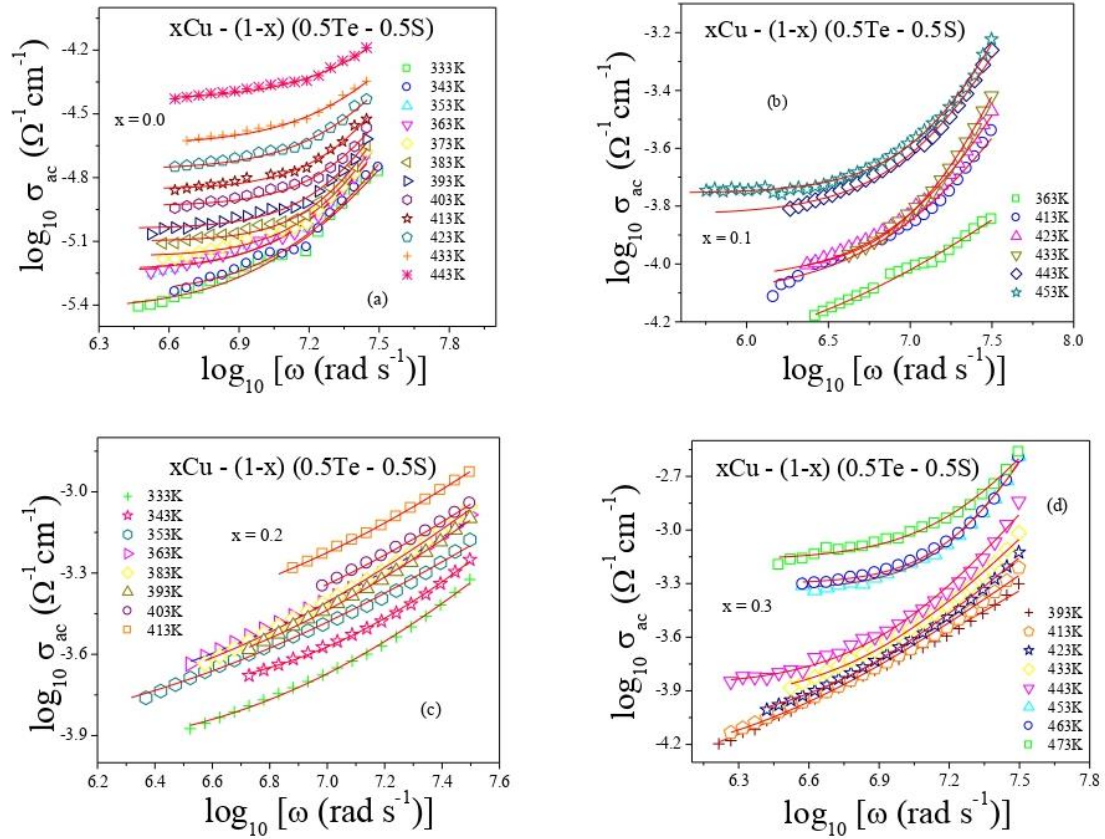 xCu - (1-x) (0.5Te - 0.5S)
x = 0.0
log10 σac (Ω-1cm-1)
-4.2
-4.5
-4.8
-5.1
-5.4
333K
343K
353K
363K
373K
383K
393K
403K
413K
423K
433K
443K
(a)
6.3 6.6 6.9 7.2 7.5 7.8
log10 [ω (rad s-1)]
xCu - (1-x) (0.5Te - 0.5S)
(b)
x = 0.1
log10 σac (Ω-1cm-1)
-3.2
-3.4
-3.6
-3.8
-4.0
-4.2
363K
413K
423K
433K
443K
453K
6.0 6.5 7.0 7.5 8.0
log10 [ω (rad s-1)]
xCu - (1-x) (0.5Te - 0.5S)
x = 0.2
log10 σac (Ω-1cm-1)
-3.0
-3.3
-3.6
-3.9
333K
343K
353K
363K
383K
393K
403K
413K
(c)
6.2 6.4 6.6 6.8 7.0 7.2 7.4 7.6
log10 [ω (rad s-1)]
xCu - (1-x) (0.5Te - 0.5S)
(d)
x = 0.3
log10 σac (Ω-1cm-1)
-2.7
-3.0
-3.3
-3.6
-3.9
-4.2
393K
413K
423K
433K
443K
453K
463K
473K
6.3 6.6 6.9 7.2 7.5 7.8
log10 [ω (rad s-1)]